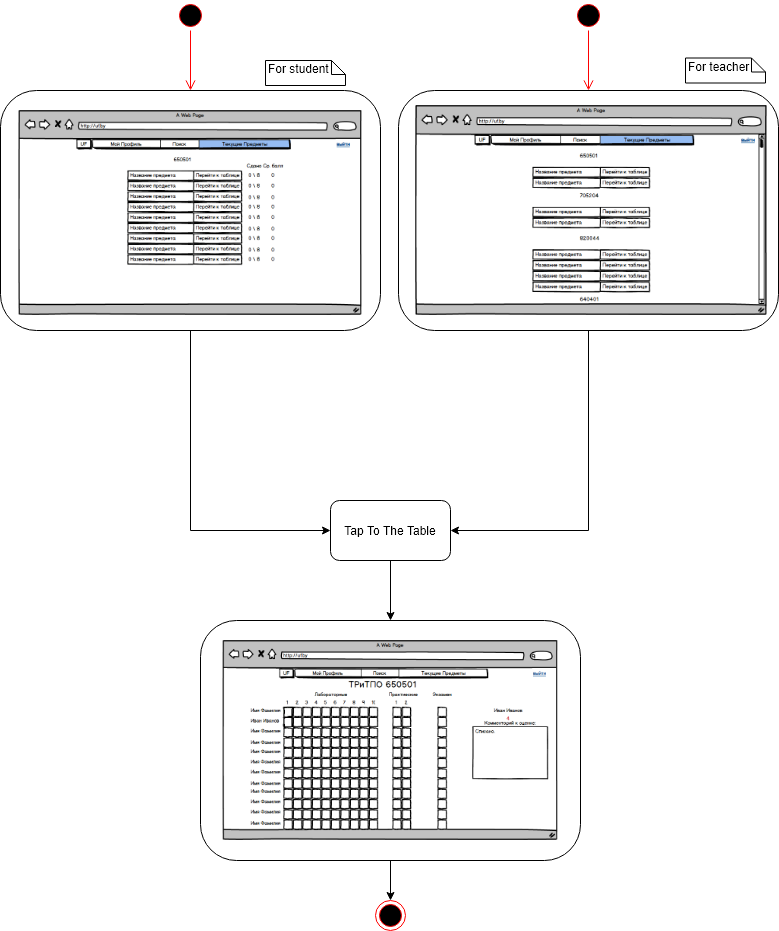 For student
For teacher
A Web Page
http://ut.by
UF Мой Профиль Поиск Текущие Предметы
Выйти
650501
Сдано Ср. балл
Название предмета Перейти к таблице 0 \ 8 0
Название предмета Перейти к таблице 0 \ 8 0
Название предмета Перейти к таблице 0 \ 8 0
Название предмета Перейти к таблице 0 \ 8 0
Название предмета Перейти к таблице 0 \ 8 0
Название предмета Перейти к таблице 0 \ 8 0
Название предмета Перейти к таблице 0 \ 8 0
Название предмета Перейти к таблице 0 \ 8 0
Название предмета Перейти к таблице 0 \ 8 0
A Web Page
http://ut.by
UF Мой Профиль Поиск Текущие Предметы
Выйти
650501
Название предмета Перейти к таблице
Название предмета Перейти к таблице
705204
Название предмета Перейти к таблице
Название предмета Перейти к таблице
820044
Название предмета Перейти к таблице
Название предмета Перейти к таблице
Название предмета Перейти к таблице
Название предмета Перейти к таблице
640401
Tap To The Table
A Web Page
http://ut.by
UF Мой Профиль Поиск Текущие Предметы
Выйти
ТРиТПО 650501
Лабораторные Практические Экзамен
1 2 3 4 5 6 7 8 9 10 1 2
Имя Фамилия
Иван Иванов
Имя Фамилия
Имя Фамилия
Имя Фамилия
Имя Фамилия
Имя Фамилия
Имя Фамилия
Имя Фамилия
Имя Фамилия
Имя Фамилия
Имя Фамилия
Иван Иванов
4
Комментарий к оценке:
Списано